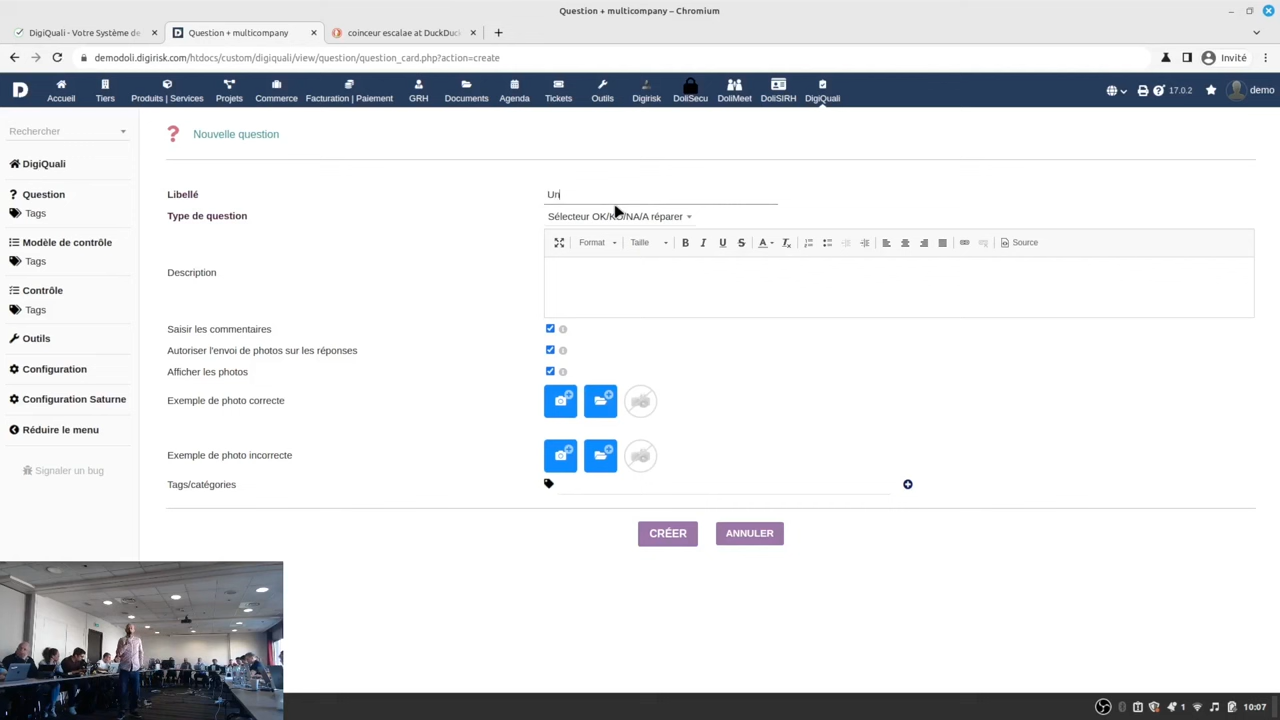 Question + multicompany – Chromium
DigiQuali - Votre Système de
Question + multicompany
coinceur escalae at DuckDuc
demodoli.digirisk.com/htdocs/custom/digiquali/view/question/question_card.php?action=create
Invité
Accueil
Tiers
Produits | Services
Projets
Commerce
Facturation | Paiement
GRH
Documents
Agenda
Tickets
Outils
Digirisk
DoliSecu
DoliMeet
DoliSIRH
DigiQuali
17.0.2
demo
Rechercher
DigiQuali
Question
Tags
Modèle de contrôle
Tags
Contrôle
Tags
Outils
Configuration
Configuration Saturne
Réduire le menu
Signaler un bug
Nouvelle question
Libellé
Un
Type de question
Sélecteur OK/KO/NA/A réparer
Format
Taille
Source
Description
Saisir les commentaires
Autoriser l'envoi de photos sur les réponses
Afficher les photos
Exemple de photo correcte
Exemple de photo incorrecte
Tags/catégories
CRÉER
ANNULER
1
10:07